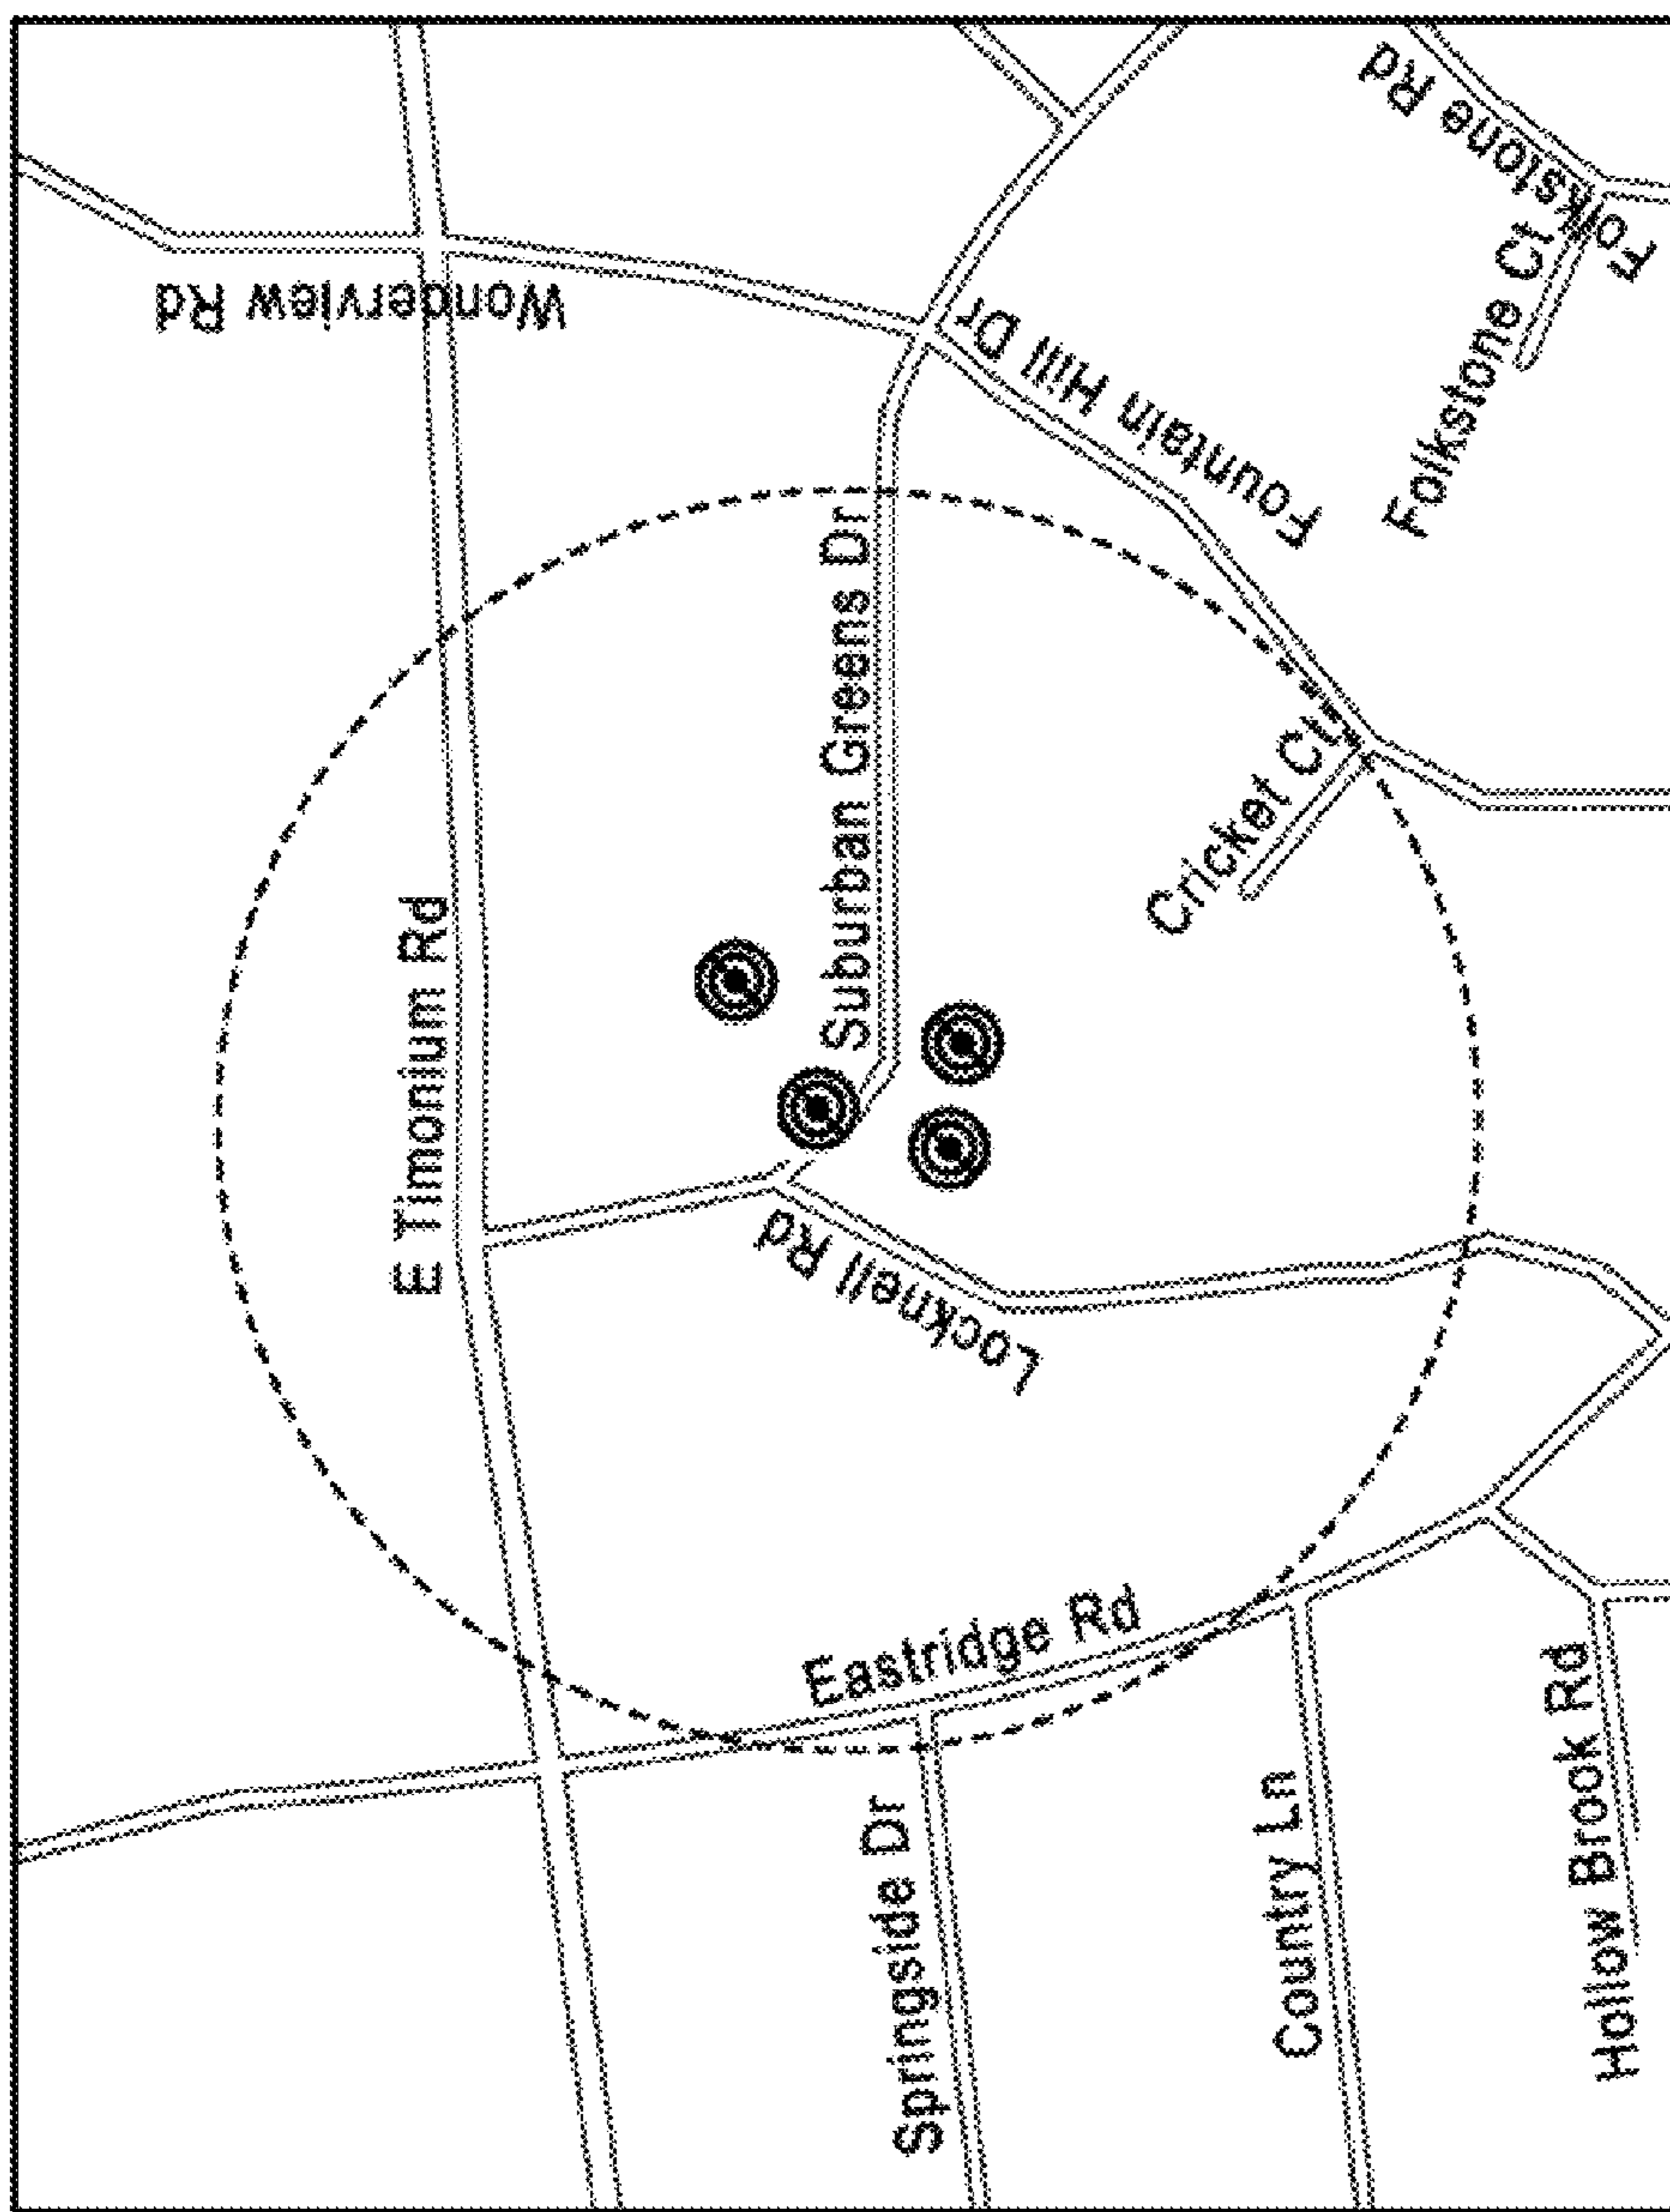 Wonderview Rd
E Timonium Rd
Suburban Greens Dr
Fountain Hill Dr
Folkstone Rd
Folkstone Ct
Cricket Ct
Locknell Rd
Eastridge Rd
Springside Dr
Country Ln
Hollow Brook Rd